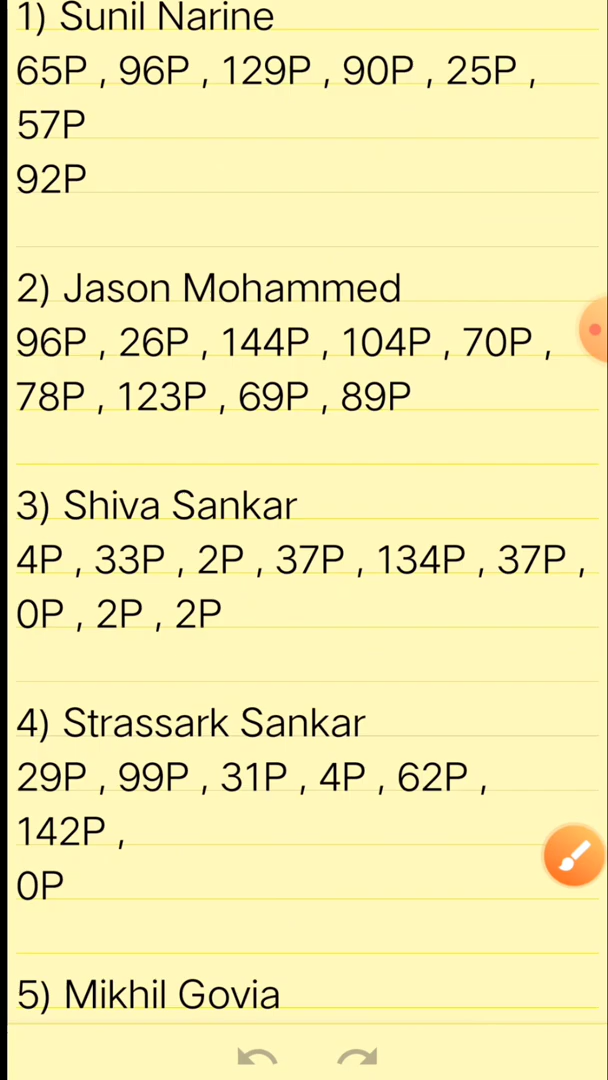 1) Sunil Narine
65P , 96P , 129P , 90P , 25P ,
57P
92P
2) Jason Mohammed
96P , 26P , 144P , 104P , 70P ,
78P , 123P , 69P , 89P
3) Shiva Sankar
4P , 33P , 2P , 37P , 134P , 37P ,
0P , 2P , 2P
4) Strassark Sankar
29P , 99P , 31P , 4P , 62P ,
142P ,
0P
5) Mikhil Govia